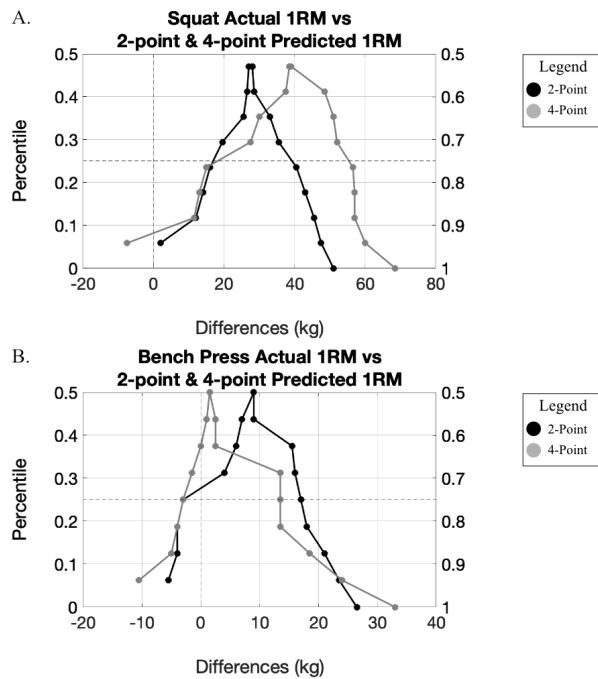 A.
Squat Actual 1RM vs
2-point & 4-point Predicted 1RM
0.5 0.5
0.4 0.6
0.3 0.7
0.2 0.8
0.1 0.9
0 1
Percentile
-20 0 20 40 60 80
Differences (kg)
Legend
2-Point
4-Point
B.
Bench Press Actual 1RM vs
2-point & 4-point Predicted 1RM
0.5 0.5
0.4 0.6
0.3 0.7
0.2 0.8
0.1 0.9
0 1
Percentile
-20 -10 0 10 20 30 40
Differences (kg)
Legend
2-Point
4-Point